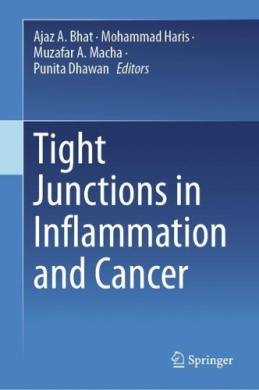 Ajaz A. Bhat · Mohammad Haris ·
Muzafar A. Macha ·
Punita Dhawan Editors
Tight
Junctions in
Inflammation
and Cancer
Springer